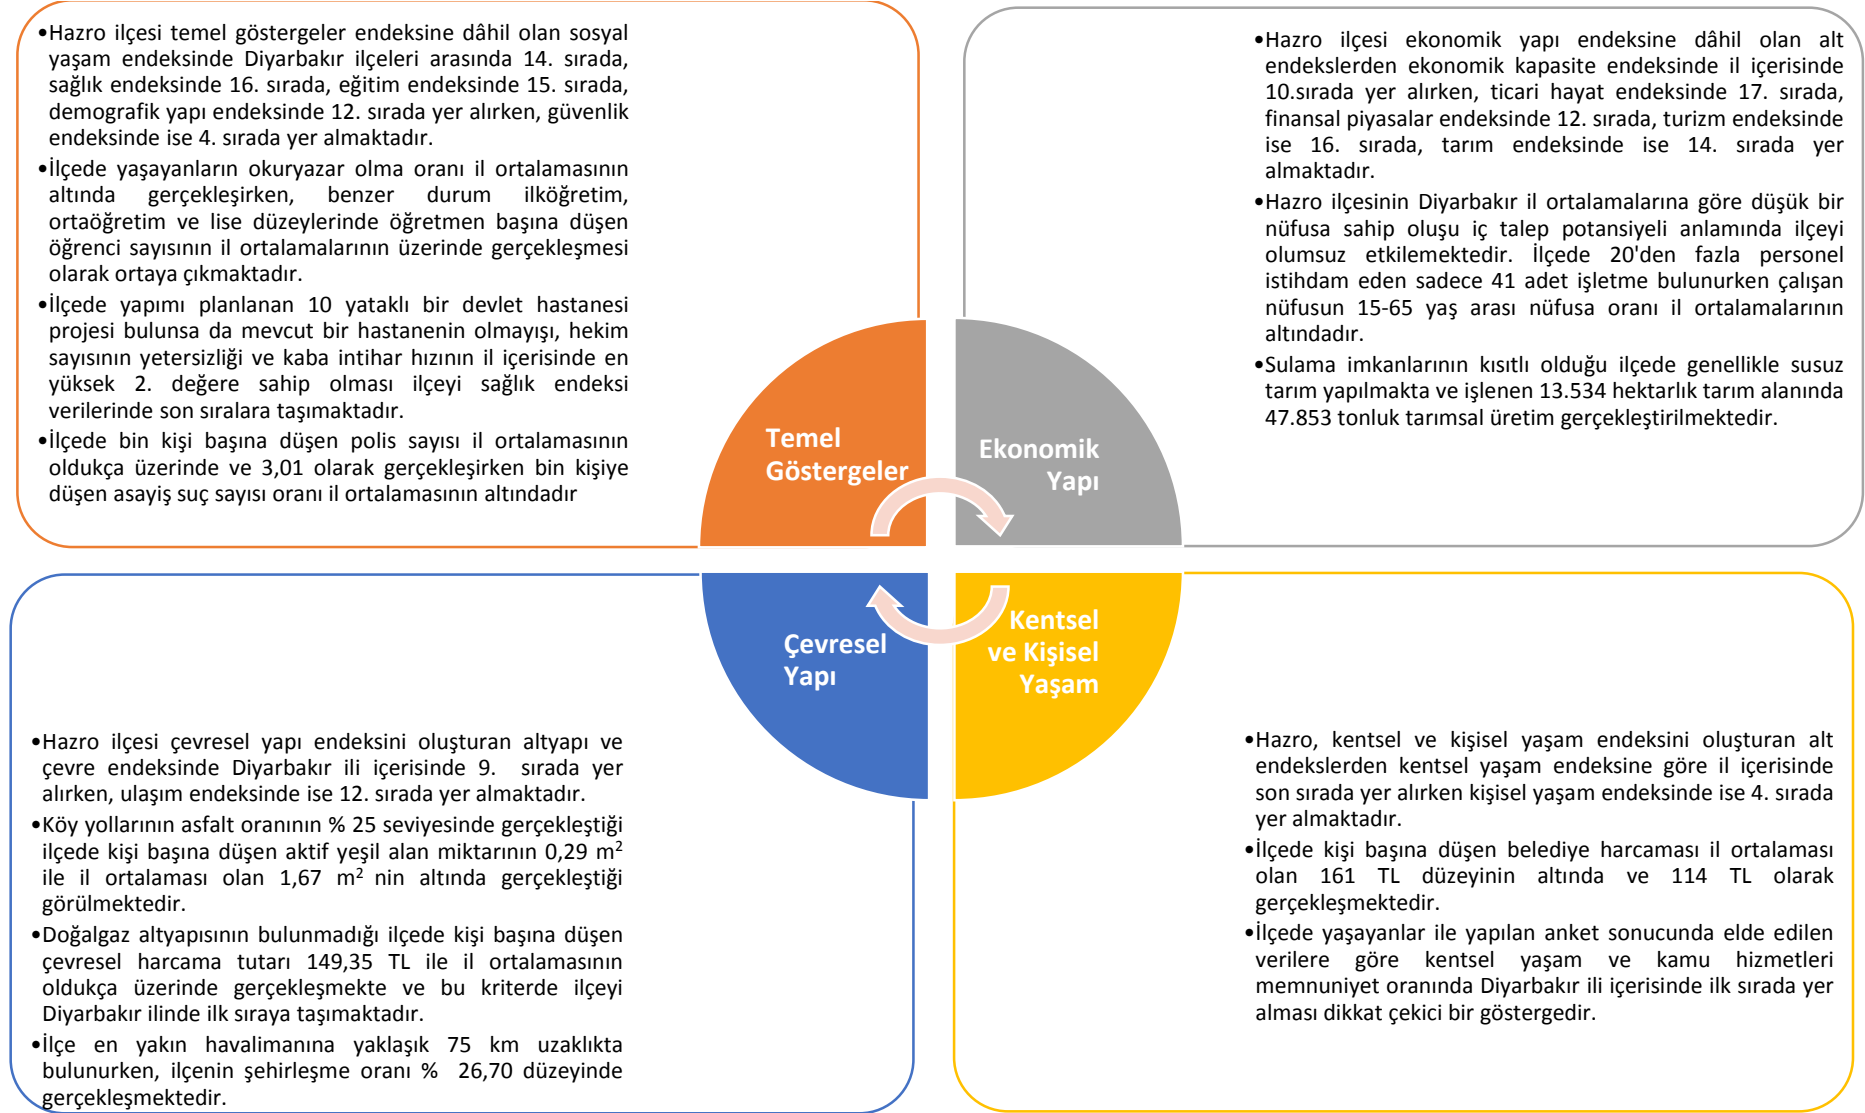 •Hazro ilçesi temel göstergeler endeksine dâhil olan sosyal
yaşam endeksinde Diyarbakır ilçeleri arasında 14. sırada,
sağlık endeksinde 16. sırada, eğitim endeksinde 15. sırada,
demografik yapı endeksinde 12. sırada yer alırken, güvenlik
endeksinde ise 4. sırada yer almaktadır.
•İlçede yaşayanların okuryazar olma oranı il ortalamasının
altında gerçekleşirken, benzer durum ilköğretim,
ortaöğretim ve lise düzeylerinde öğretmen başına düşen
öğrenci sayısının il ortalamalarının üzerinde gerçekleşmesi
olarak ortaya çıkmaktadır.
•İlçede yapımı planlanan 10 yataklı bir devlet hastanesi
projesi bulunsa da mevcut bir hastanenin olmayışı, hekim
sayısının yetersizliği ve kaba intihar hızının il içerisinde en
yüksek 2. değere sahip olması ilçeyi sağlık endeksi
verilerinde son sıralara taşımaktadır.
•İlçede bin kişi başına düşen polis sayısı il ortalamasının
oldukça üzerinde ve 3,01 olarak gerçekleşirken bin kişiye
düşen asayiş suç sayısı oranı il ortalamasının altındadır
Temel
Göstergeler
•Hazro ilçesi ekonomik yapı endeksine dâhil olan alt
endekslerden ekonomik kapasite endeksinde il içerisinde
10.sırada yer alırken, ticari hayat endeksinde 17. sırada,
finansal piyasalar endeksinde 12. sırada, turizm endeksinde
ise 16. sırada, tarım endeksinde ise 14. sırada yer
almaktadır.
•Hazro ilçesinin Diyarbakır il ortalamalarına göre düşük bir
nüfusa sahip oluşu iç talep potansiyeli anlamında ilçeyi
olumsuz etkilemektedir. İlçede 20'den fazla personel
istihdam eden sadece 41 adet işletme bulunurken çalışan
nüfusun 15-65 yaş arası nüfusa oranı il ortalamalarının
altındadır.
•Sulama imkanlarının kısıtlı olduğu ilçede genellikle susuz
tarım yapılmakta ve işlenen 13.534 hektarlık tarım alanında
47.853 tonluk tarımsal üretim gerçekleştirilmektedir.
Ekonomik
Yapı
Çevresel
Yapı
•Hazro ilçesi çevresel yapı endeksini oluşturan altyapı ve
çevre endeksinde Diyarbakır ili içerisinde 9. sırada yer
alırken, ulaşım endeksinde ise 12. sırada yer almaktadır.
•Köy yollarının asfalt oranının % 25 seviyesinde gerçekleştiği
ilçede kişi başına düşen aktif yeşil alan miktarının 0,29 m²
ile il ortalaması olan 1,67 m² nin altında gerçekleştiği
görülmektedir.
•Doğalgaz altyapısının bulunmadığı ilçede kişi başına düşen
çevresel harcama tutarı 149,35 TL ile il ortalamasının
oldukça üzerinde gerçekleşmekte ve bu kriterde ilçeyi
Diyarbakır ilinde ilk sıraya taşımaktadır.
•İlçe en yakın havalimanına yaklaşık 75 km uzaklıkta
bulunurken, ilçenin şehirleşme oranı % 26,70 düzeyinde
gerçekleşmektedir.
Kentsel
ve Kişisel
Yaşam
•Hazro, kentsel ve kişisel yaşam endeksini oluşturan alt
endekslerden kentsel yaşam endeksine göre il içerisinde
son sırada yer alırken kişisel yaşam endeksinde ise 4. sırada
yer almaktadır.
•İlçede kişi başına düşen belediye harcaması il ortalaması
olan 161 TL düzeyinin altında ve 114 TL olarak
gerçekleşmektedir.
•İlçede yaşayanlar ile yapılan anket sonucunda elde edilen
verilere göre kentsel yaşam ve kamu hizmetleri
memnuniyet oranında Diyarbakır ili içerisinde ilk sırada yer
alması dikkat çekici bir göstergedir.